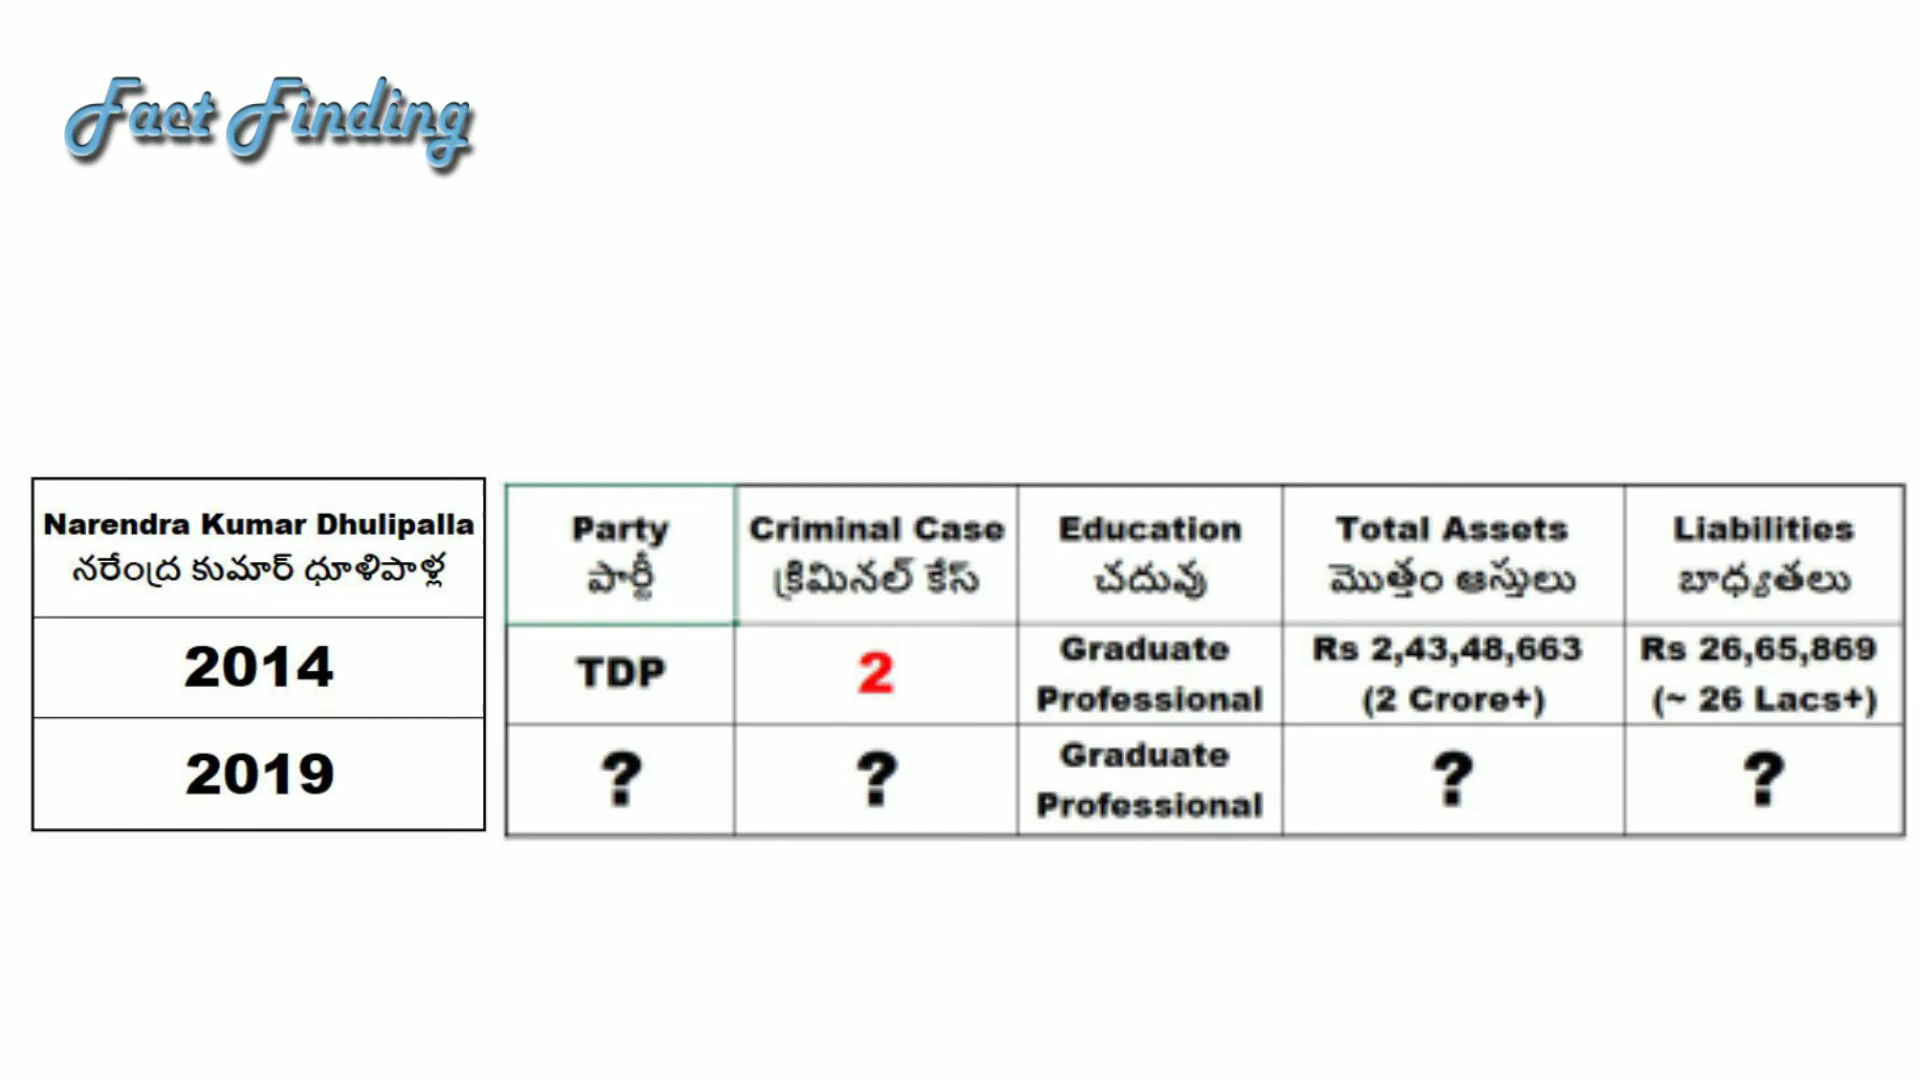 Fact Finding
Narendra Kumar Dhulipalla
నరేంద్ర కుమార్ ధూళిపాళ్ల
2014
2019
Party
పార్టీ
Criminal Case
క్రిమినల్ కేస్
Education
చదువు
Total Assets
మొత్తం ఆస్తులు
Liabilities
బాధ్యతలు
TDP
2
Graduate
Professional
Rs 2,43,48,663
(2 Crore+)
Rs 26,65,869
(~ 26 Lacs+)
?
?
Graduate
Professional
?
?